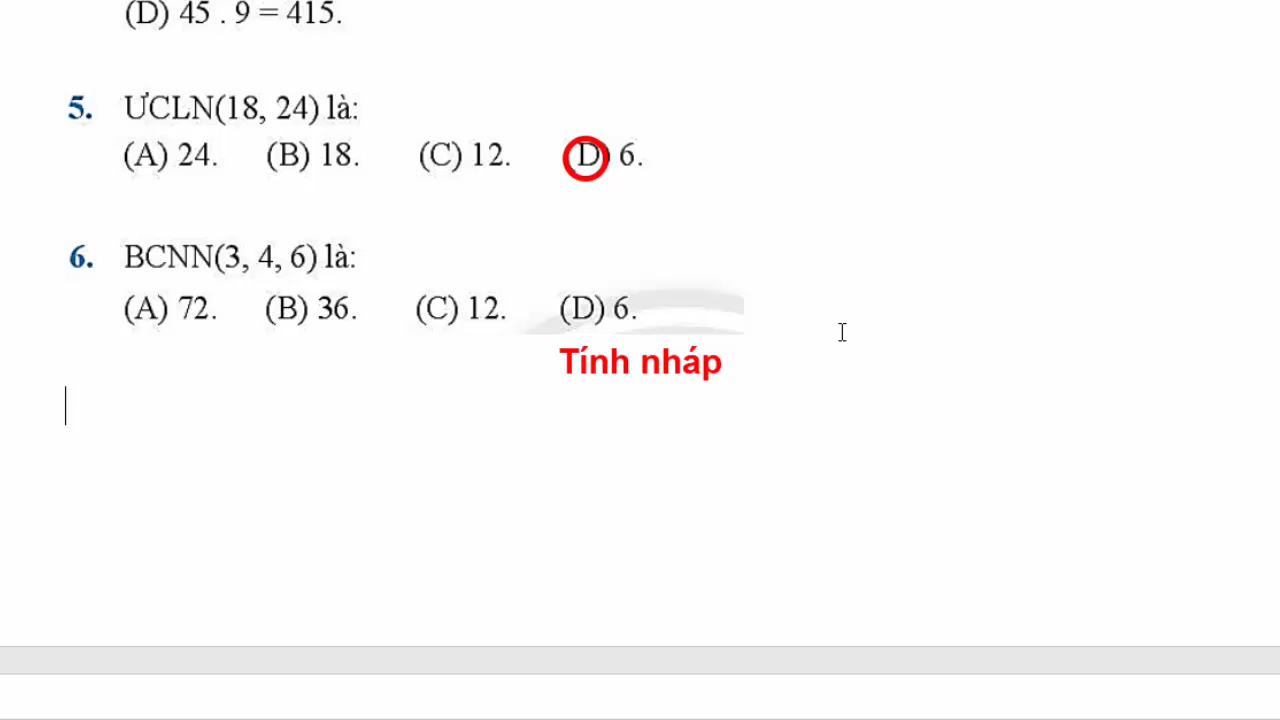 (D) 45 . 9 = 415.
5. ƯCLN(18, 24) là:
(A) 24. (B) 18. (C) 12. (D) 6.
6. BCNN(3, 4, 6) là:
(A) 72. (B) 36. (C) 12. (D) 6.
Tính nháp